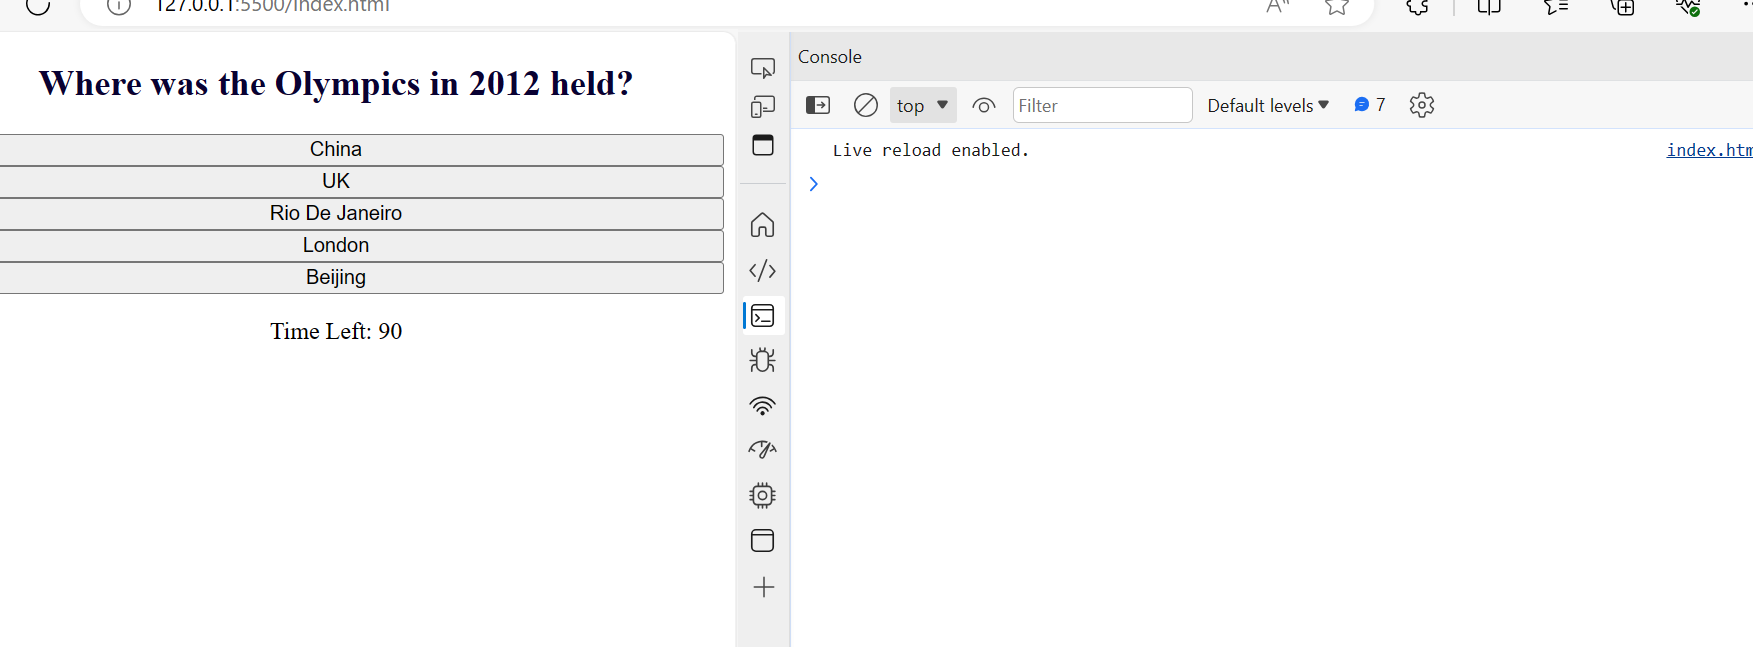 127.0.0.1:5500/index.html
Where was the Olympics in 2012 held?
China
UK
Rio De Janeiro
London
Beijing
Time Left: 90
Console
top
Filter
Default levels
7
Live reload enabled.
index.htm